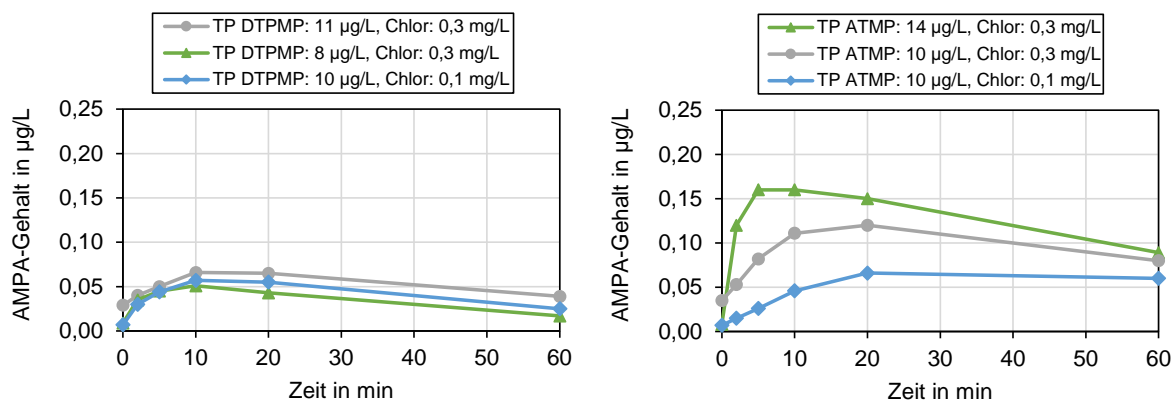 TP DTPMP: 11 µg/L, Chlor: 0,3 mg/L
TP DTPMP: 8 µg/L, Chlor: 0,3 mg/L
TP DTPMP: 10 µg/L, Chlor: 0,1 mg/L
AMPA-Gehalt in µg/L
0,25
0,20
0,15
0,10
0,05
0,00
0 10 20 30 40 50 60
Zeit in min
TP ATMP: 14 µg/L, Chlor: 0,3 mg/L
TP ATMP: 10 µg/L, Chlor: 0,3 mg/L
TP ATMP: 10 µg/L, Chlor: 0,1 mg/L
AMPA-Gehalt in µg/L
0,25
0,20
0,15
0,10
0,05
0,00
0 10 20 30 40 50 60
Zeit in min